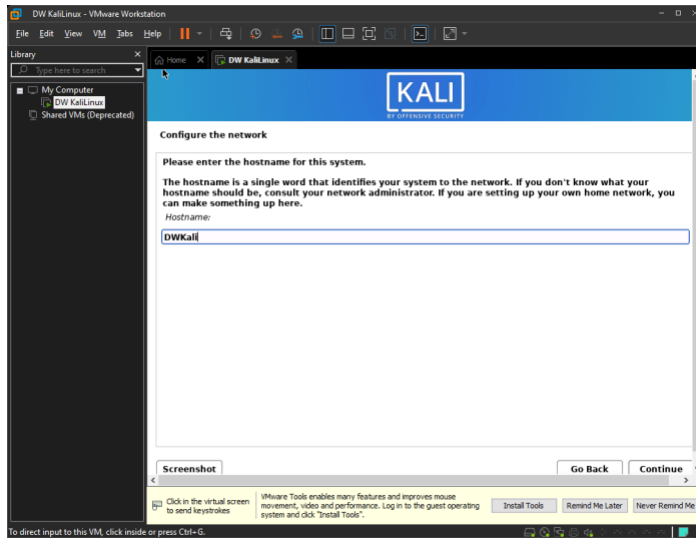 DW KaliLinux - VMware Workstation
File Edit View VM Tabs Help
Library
Type here to search
My Computer
DW KaliLinux
Shared VMs (Deprecated)
Home
DW KaliLinux
KALI
BY OFFENSIVE SECURITY
Configure the network
Please enter the hostname for this system.
The hostname is a single word that identifies your system to the network. If you don't know what your
hostname should be, consult your network administrator. If you are setting up your own home network, you
can make something up here.
Hostname:
DWKali
Screenshot
Go Back
Continue
Click in the virtual screen
to send keystrokes
VMware Tools enables many features and improves mouse
movement, video and performance. Log in to the guest operating
system and click "Install Tools".
Install Tools
Remind Me Later
Never Remind Me
To direct input to this VM, click inside or press Ctrl+G.